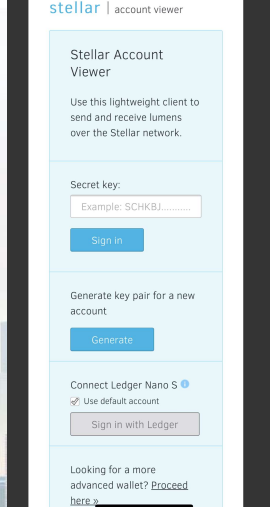 stellar | account viewer
Stellar Account
Viewer
Use this lightweight client to
send and receive lumens
over the Stellar network.
Secret key:
Example: SCHKBJ...........
Sign in
Generate key pair for a new
account
Generate
Connect Ledger Nano S
Use default account
Sign in with Ledger
Looking for a more
advanced wallet? Proceed
here »